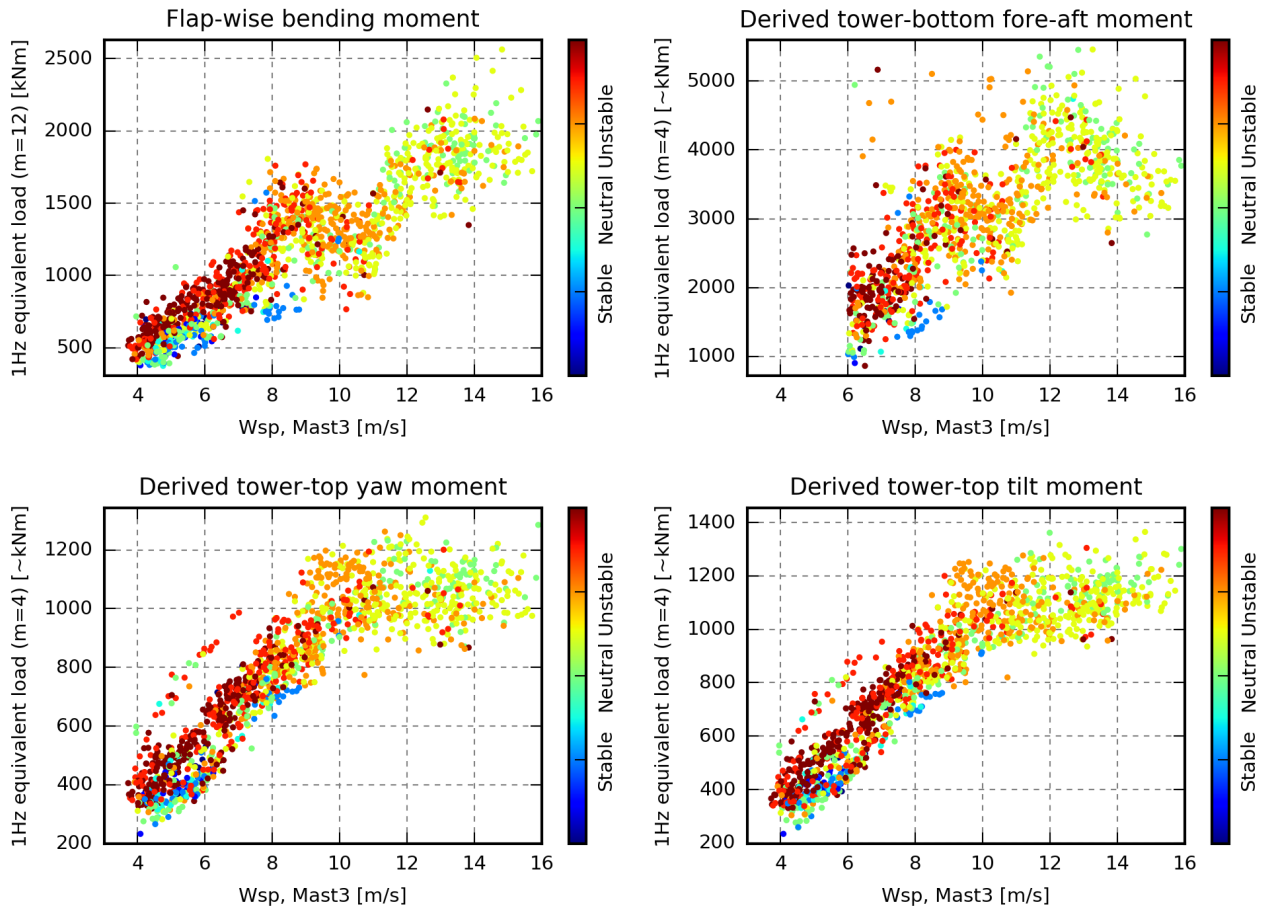 Flap-wise bending moment
1Hz equivalent load (m=12) [kNm]
2500
2000
1500
1000
500
4 6 8 10 12 14 16
Wsp, Mast3 [m/s]
Stable Neutral Unstable
Derived tower-bottom fore-aft moment
1Hz equivalent load (m=4) [~kNm]
5000
4000
3000
2000
1000
4 6 8 10 12 14 16
Wsp, Mast3 [m/s]
Stable Neutral Unstable
Derived tower-top yaw moment
1Hz equivalent load (m=4) [~kNm]
1200
1000
800
600
400
200
4 6 8 10 12 14 16
Wsp, Mast3 [m/s]
Stable Neutral Unstable
Derived tower-top tilt moment
1Hz equivalent load (m=4) [~kNm]
1400
1200
1000
800
600
400
200
4 6 8 10 12 14 16
Wsp, Mast3 [m/s]
Stable Neutral Unstable